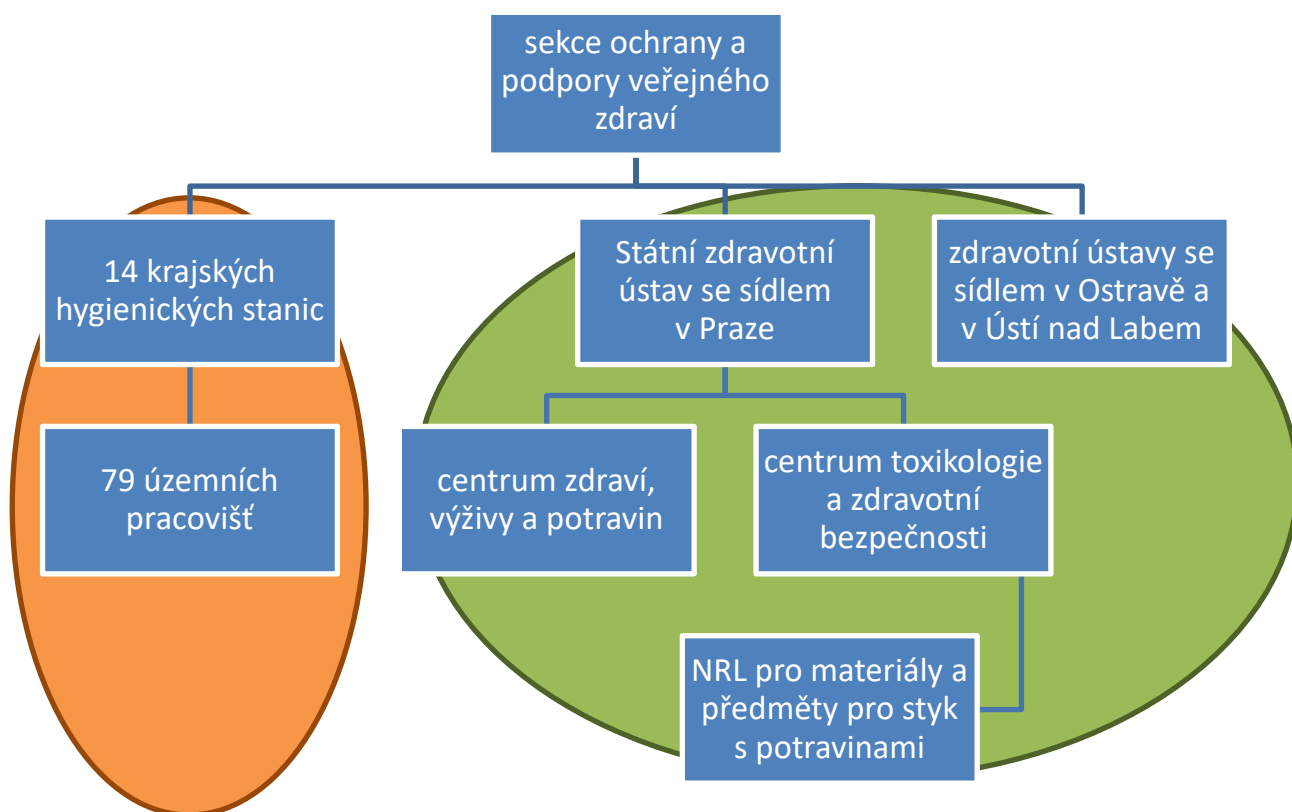 sekce ochrany a
podpory veřejného
zdraví
14 krajských
hygienických stanic
Státní zdravotní
ústav se sídlem
v Praze
zdravotní ústavy se
sídlem v Ostravě a
v Ústí nad Labem
79 územních
pracovišť
centrum zdraví,
výživy a potravin
centrum toxikologie
a zdravotní
bezpečnosti
NRL pro materiály a
předměty pro styk
s potravinami